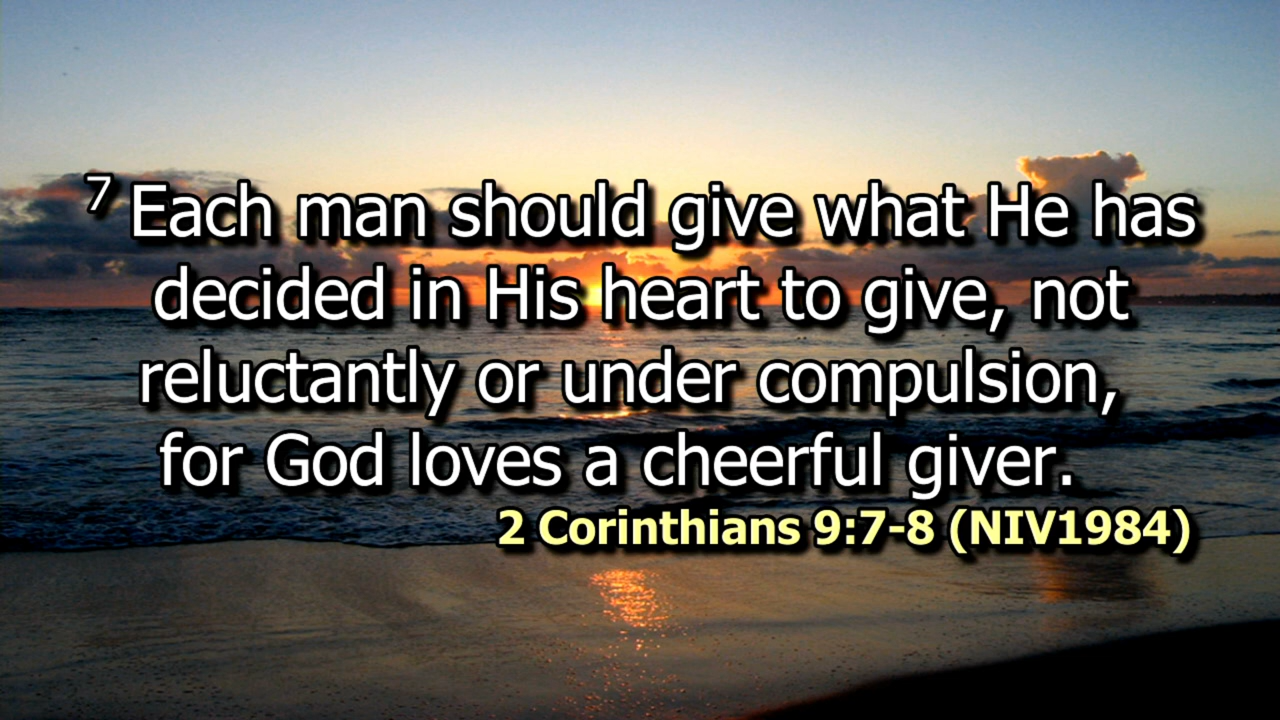 7 Each man should give what He has
decided in His heart to give, not
reluctantly or under compulsion,
for God loves a cheerful giver.
2 Corinthians 9:7-8 (NIV1984)